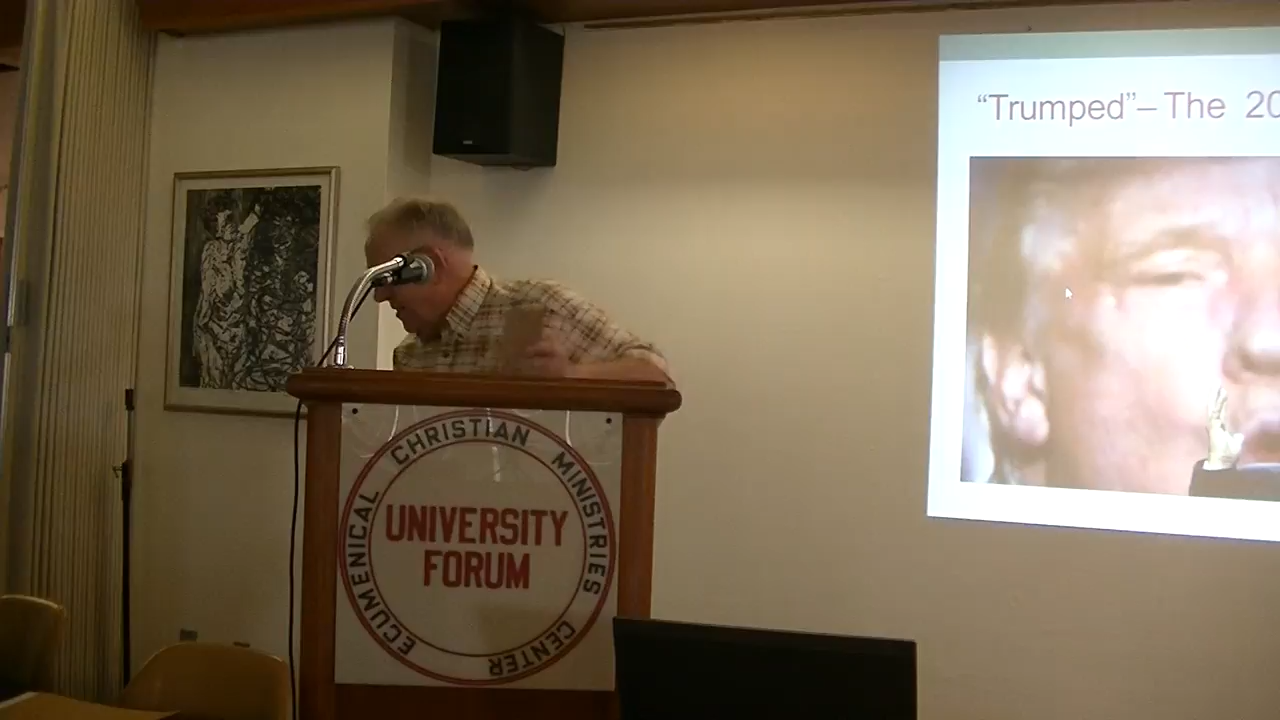 “Trumped”– The 20
ECUMENICAL CHRISTIAN MINISTRIES CENTER
UNIVERSITY
FORUM